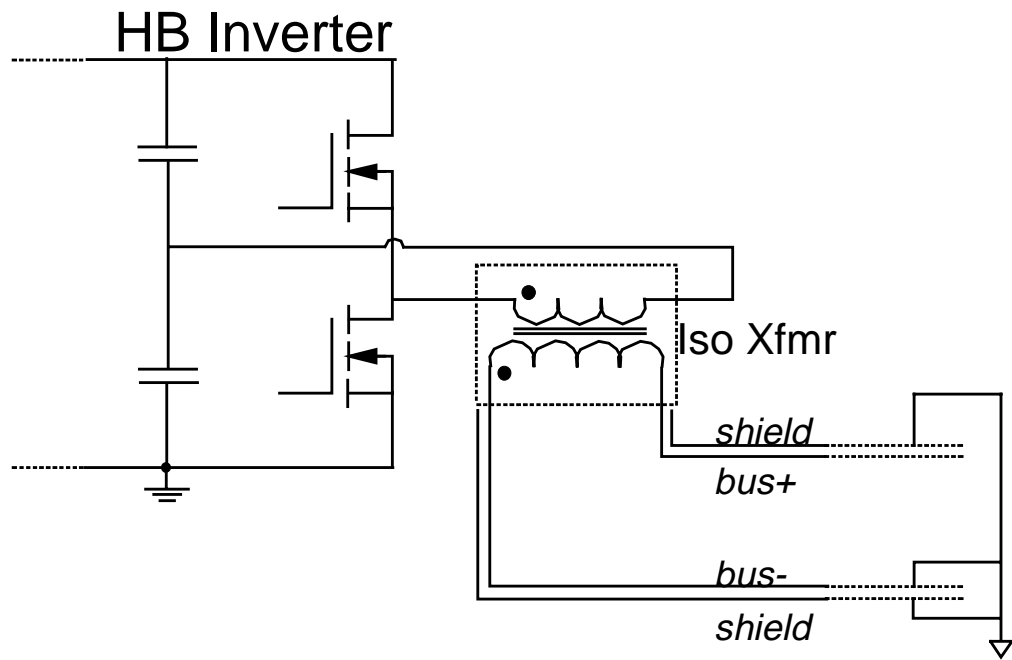 HB Inverter
Iso Xfmr
shield
bus+
bus-
shield